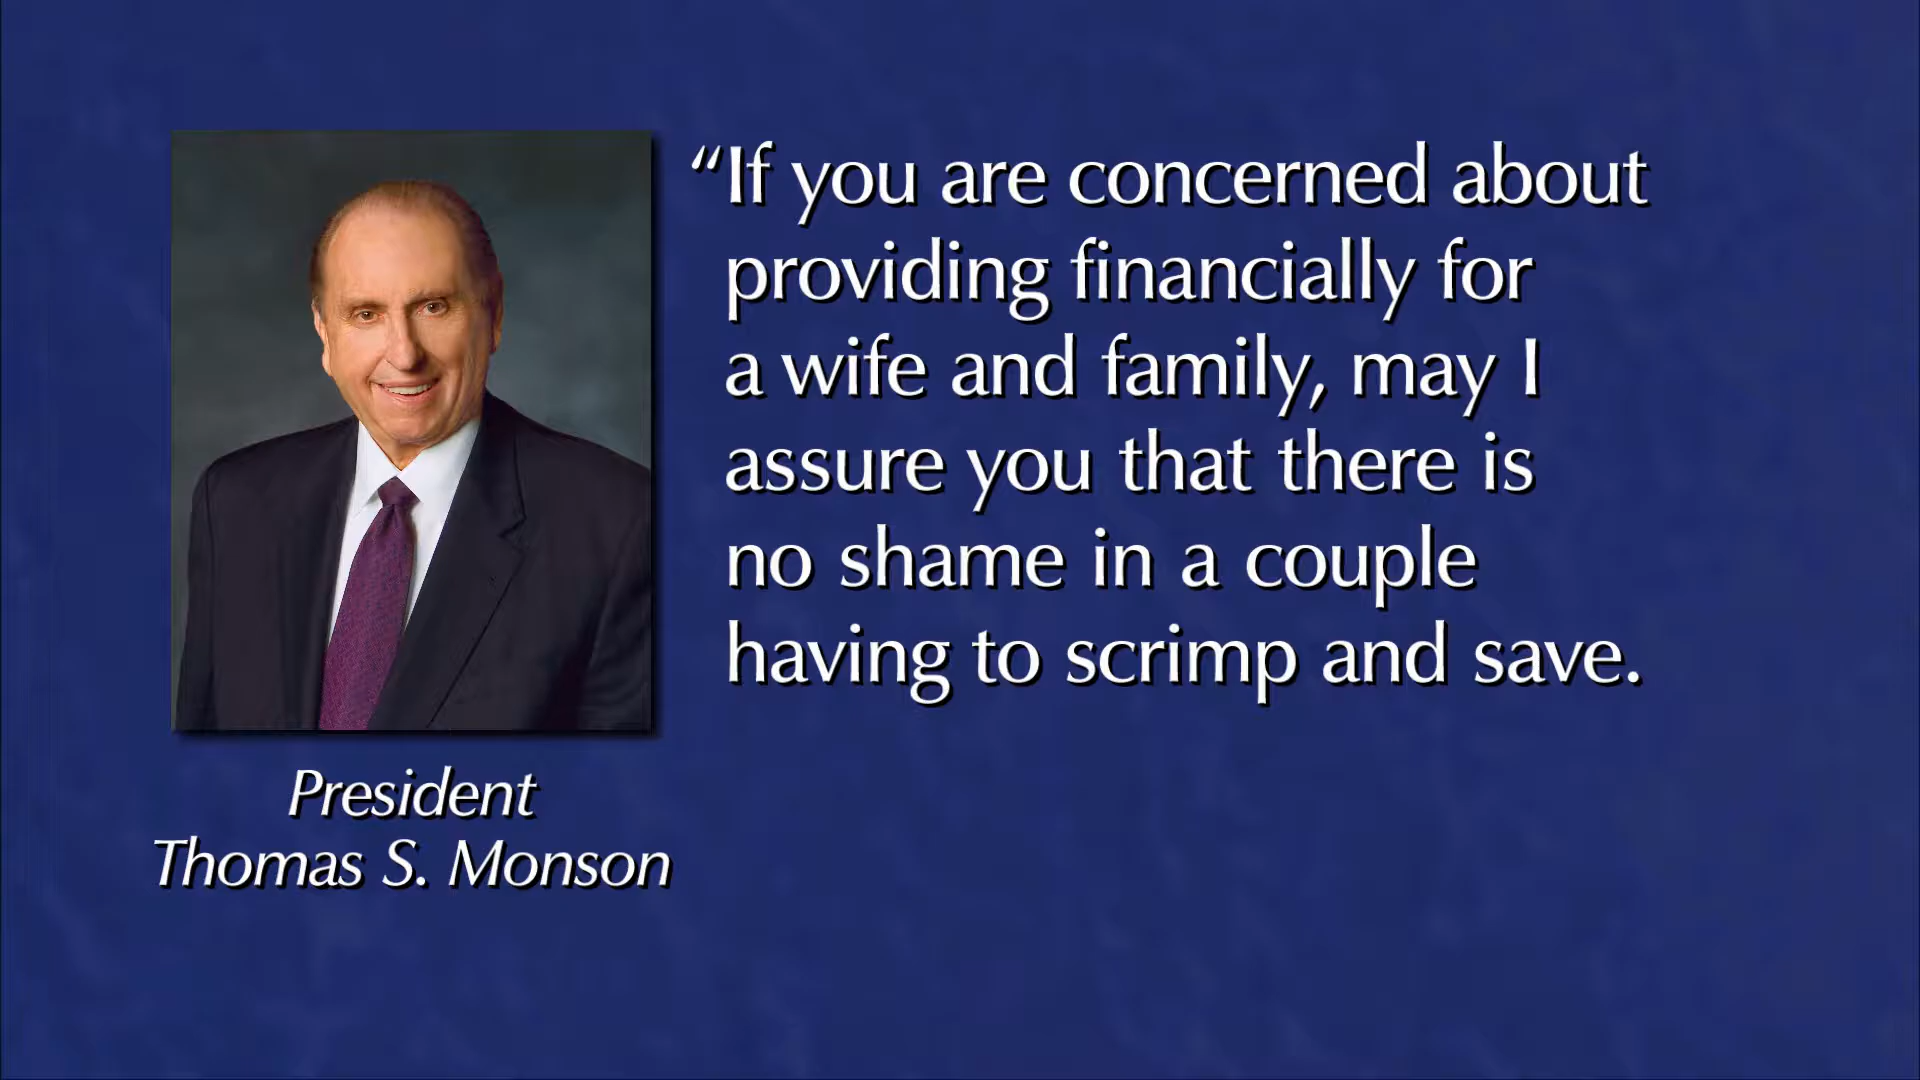 “If you are concerned about
providing financially for
a wife and family, may I
assure you that there is
no shame in a couple
having to scrimp and save.
President
Thomas S. Monson